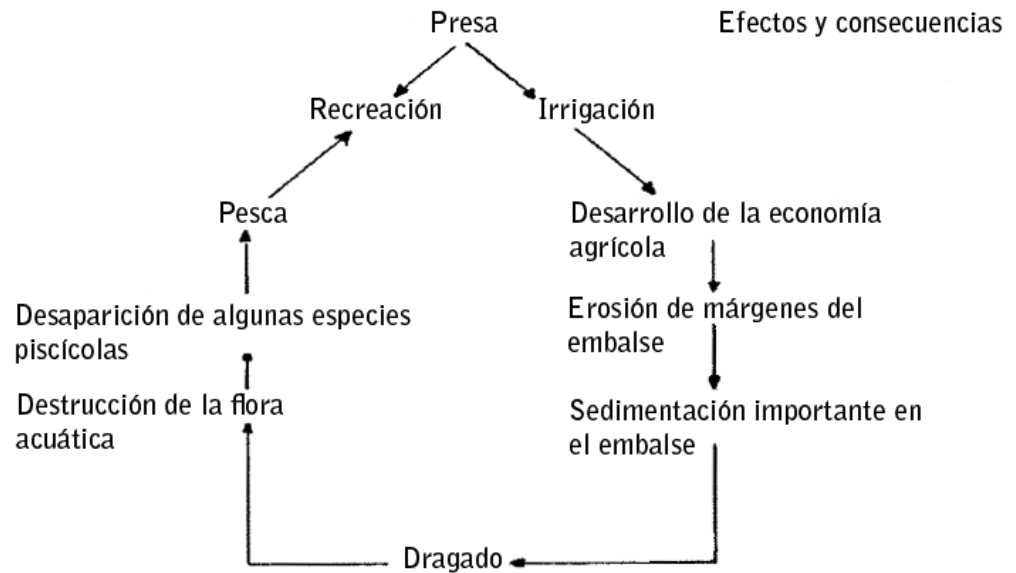 Presa
Efectos y consecuencias
Recreación
Irrigación
Pesca
Desarrollo de la economía
agrícola
Desaparición de algunas especies
piscícolas
Erosión de márgenes del
embalse
Destrucción de la flora
acuática
Sedimentación importante en
el embalse
Dragado